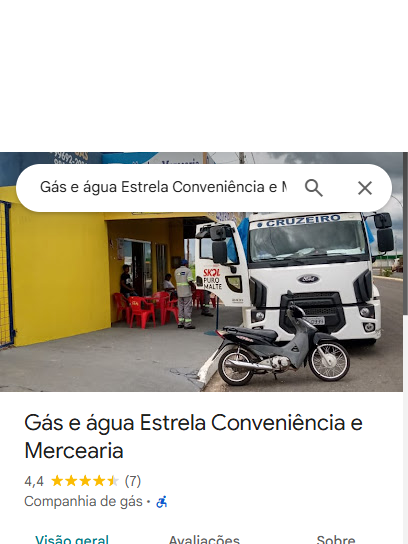 Gás e água Estrela Conveniência e
CRUZEIRO
SKOL
PURO
MALTE
Ford
Gás e água Estrela Conveniência e
Mercearia
4,4 (7)
Companhia de gás ·
Visão geral
Avaliações
Sobre